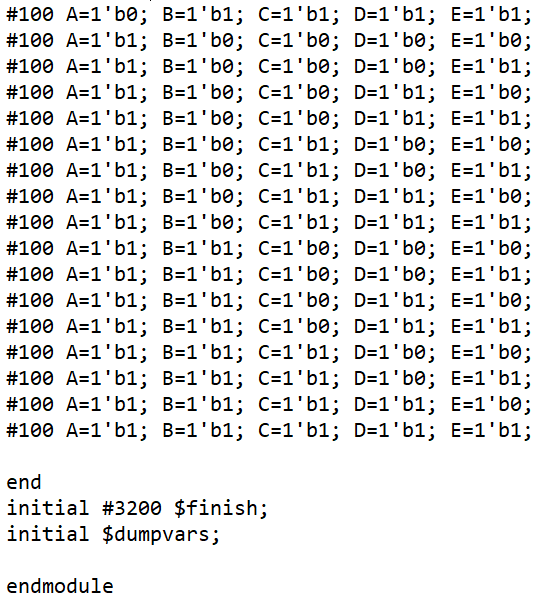 #100 A=1'b0; B=1'b1; C=1'b1; D=1'b1; E=1'b1;
#100 A=1'b1; B=1'b0; C=1'b0; D=1'b0; E=1'b0;
#100 A=1'b1; B=1'b0; C=1'b0; D=1'b0; E=1'b1;
#100 A=1'b1; B=1'b0; C=1'b0; D=1'b1; E=1'b0;
#100 A=1'b1; B=1'b0; C=1'b0; D=1'b1; E=1'b1;
#100 A=1'b1; B=1'b0; C=1'b1; D=1'b0; E=1'b0;
#100 A=1'b1; B=1'b0; C=1'b1; D=1'b0; E=1'b1;
#100 A=1'b1; B=1'b0; C=1'b1; D=1'b1; E=1'b0;
#100 A=1'b1; B=1'b0; C=1'b1; D=1'b1; E=1'b1;
#100 A=1'b1; B=1'b1; C=1'b0; D=1'b0; E=1'b0;
#100 A=1'b1; B=1'b1; C=1'b0; D=1'b0; E=1'b1;
#100 A=1'b1; B=1'b1; C=1'b0; D=1'b1; E=1'b0;
#100 A=1'b1; B=1'b1; C=1'b0; D=1'b1; E=1'b1;
#100 A=1'b1; B=1'b1; C=1'b1; D=1'b0; E=1'b0;
#100 A=1'b1; B=1'b1; C=1'b1; D=1'b0; E=1'b1;
#100 A=1'b1; B=1'b1; C=1'b1; D=1'b1; E=1'b0;
#100 A=1'b1; B=1'b1; C=1'b1; D=1'b1; E=1'b1;
end
initial #3200 $finish;
initial $dumpvars;
endmodule